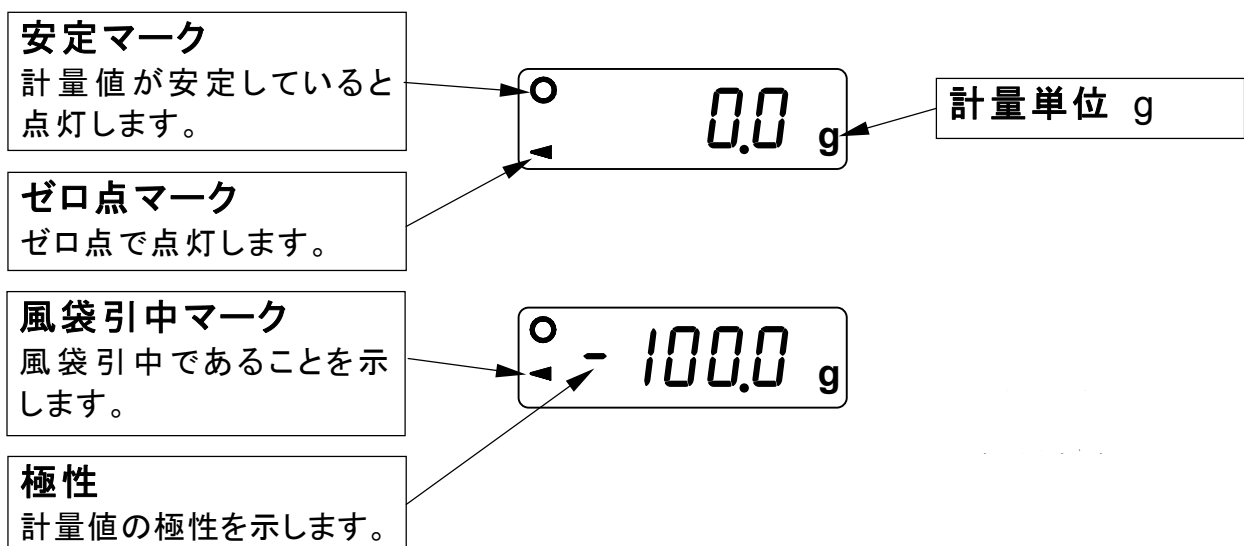 安定マーク
計量値が安定していると
点灯します。
0.0 g
計量単位 g
ゼロ点マーク
ゼロ点で点灯します。
風袋引中マーク
風袋引中であることを示
します。
- 100.0 g
極性
計量値の極性を示します。